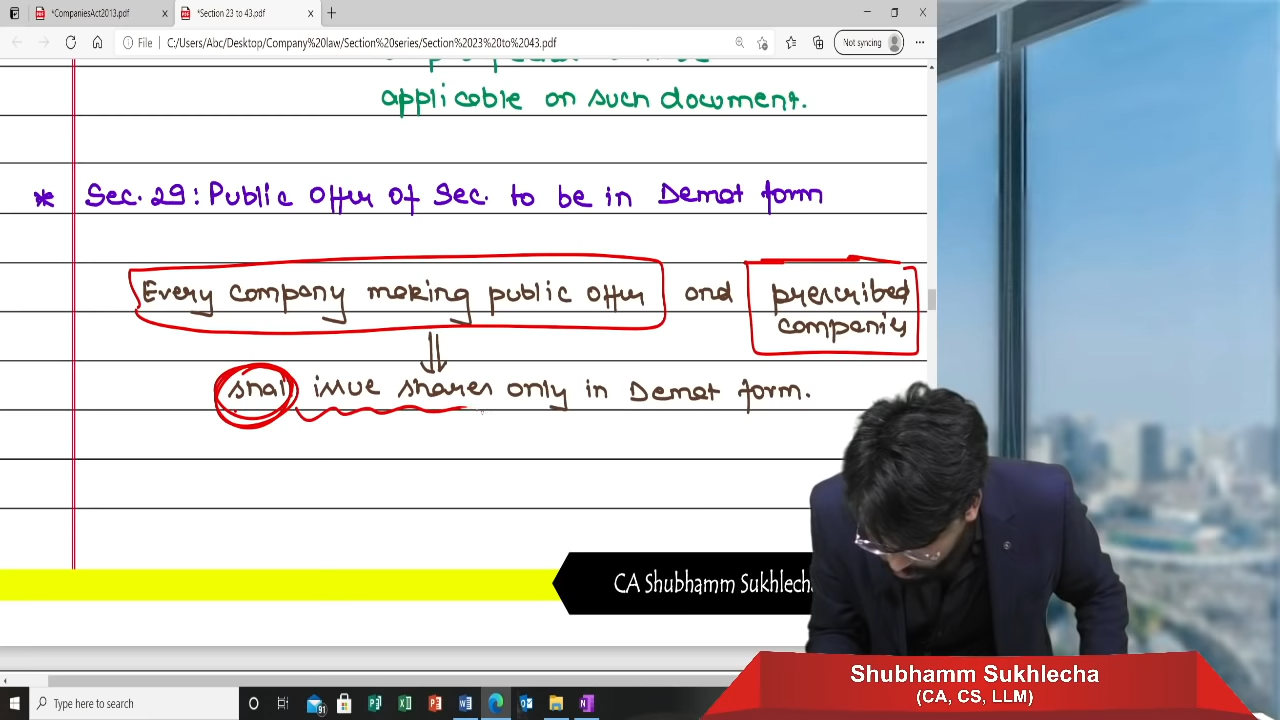 *CompaniesAct2013.pdf
*Section 23 to 43.pdf
File
C:/Users/Abc/Desktop/Company%20law/Section%20series/Section%2023%20to%2043.pdf
Not syncing
applicable on such document.
* Sec. 29: Public Offer of Sec. to be in Demat form
Every company making public offer and prescribed
companies
shall issue shares only in Demat form.
CA Shubhamm Sukhlecha
Shubhamm Sukhlecha
(CA, CS, LLM)
Type here to search
91